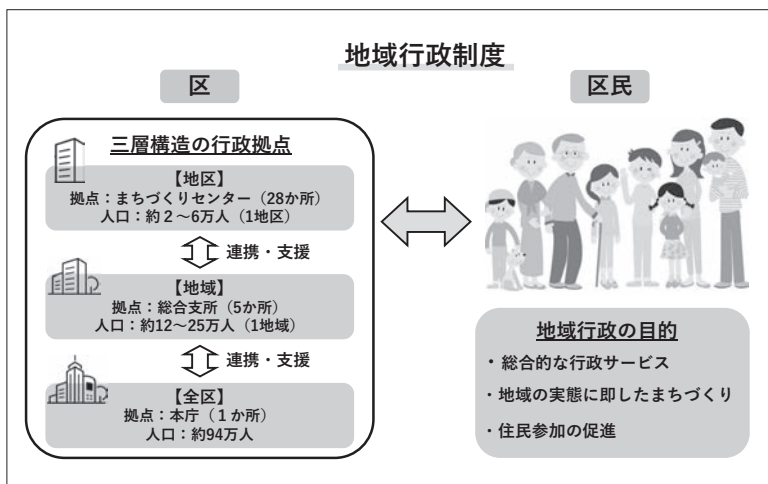 地域行政制度
区
三層構造の行政拠点
【地区】
拠点：まちづくりセンター（28か所）
人口：約２～6万人（1地区）
連携・支援
【地域】
拠点：総合支所（5か所）
人口：約12～25万人（1地域）
連携・支援
【全区】
拠点：本庁（１か所）
人口：約94万人
区民
地域行政の目的
・総合的な行政サービス
・地域の実態に即したまちづくり
・住民参加の促進